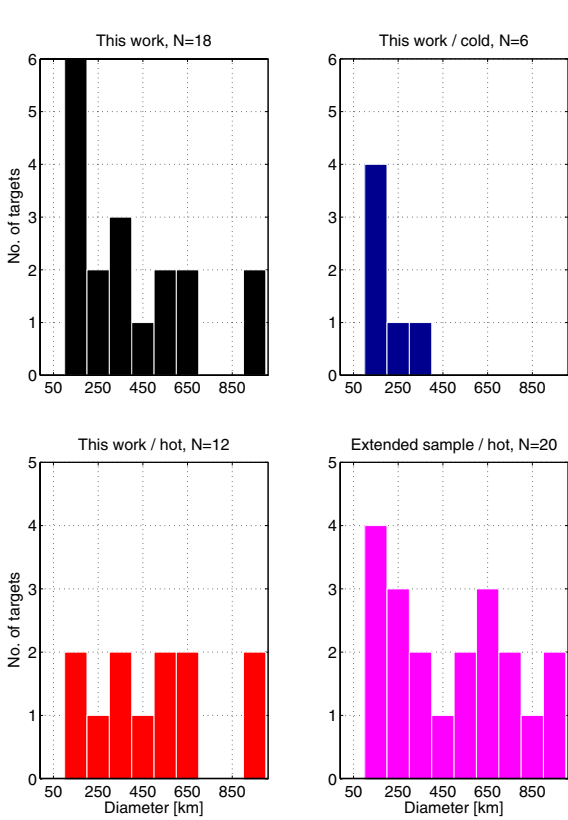 This work, N=18
This work / cold, N=6
6
5
4
3
2
1
0
No. of targets
50 250 450 650 850
6
5
4
3
2
1
0
50 250 450 650 850
This work / hot, N=12
Extended sample / hot, N=20
5
4
3
2
1
0
No. of targets
50 250 450 650 850
Diameter [km]
5
4
3
2
1
0
50 250 450 650 850
Diameter [km]